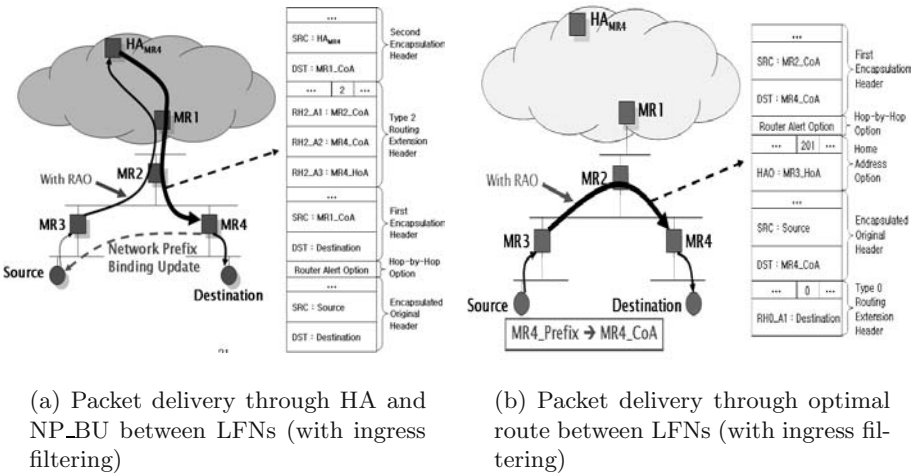 HA MR4
MR1
MR2
With RAO
MR3
MR4
Network Prefix
Binding Update
Source
Destination
...
SRC : HA MR4
DST : MR1_CoA
... 2 ...
RH2_A1 : MR2_CoA
RH2_A2 : MR4_CoA
RH2_A3 : MR4_HoA
...
SRC : MR1_CoA
DST : Destination
Router Alert Option
...
SRC : Source
DST : Destination
Second
Encapsulation
Header
Type 2
Routing
Extension
Header
First
Encapsulation
Header
Hop-by-Hop
Option
Encapsulated
Original
Header
(a) Packet delivery through HA and
NP_BU between LFNs (with ingress
filtering)
HA MR4
MR1
MR2
With RAO
MR3
MR4
Source
Destination
MR4_Prefix → MR4_CoA
...
SRC : MR2_CoA
DST : MR4_CoA
Router Alert Option
... 201 ...
HAO : MR3_HoA
...
SRC : Source
DST : MR4_CoA
... 0 ...
RH0_A1 : Destination
First
Encapsulation
Header
Hop-by-Hop
Option
Home
Address
Option
Encapsulated
Original
Header
Type 0
Routing
Extension
Header
(b) Packet delivery through optimal
route between LFNs (with ingress fil-
tering)